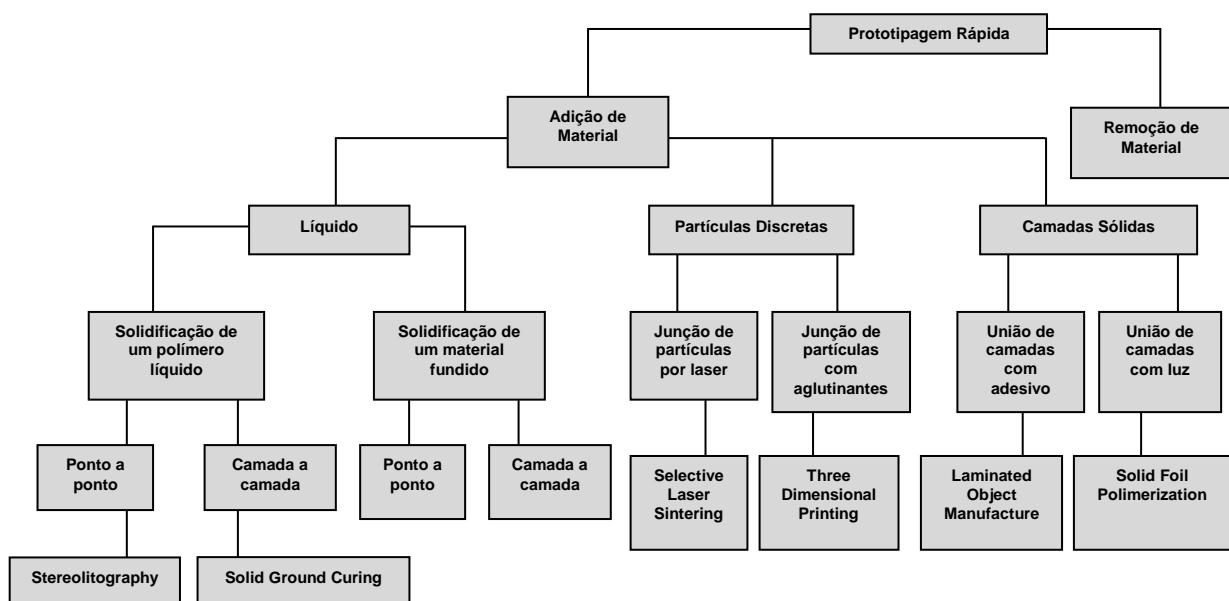 Prototipagem Rápida
Adição de
Material
Remoção de
Material
Líquido
Partículas Discretas
Camadas Sólidas
Solidificação de
um polímero
líquido
Solidificação de
um material
fundido
Junção de
partículas
por laser
Junção de
partículas
com
aglutinantes
União de
camadas
com
adesivo
União de
camadas
com luz
Ponto a
ponto
Camada a
camada
Ponto a
ponto
Camada a
camada
Selective
Laser
Sintering
Three
Dimensional
Printing
Laminated
Object
Manufacture
Solid Foil
Polimerization
Stereolitography
Solid Ground Curing